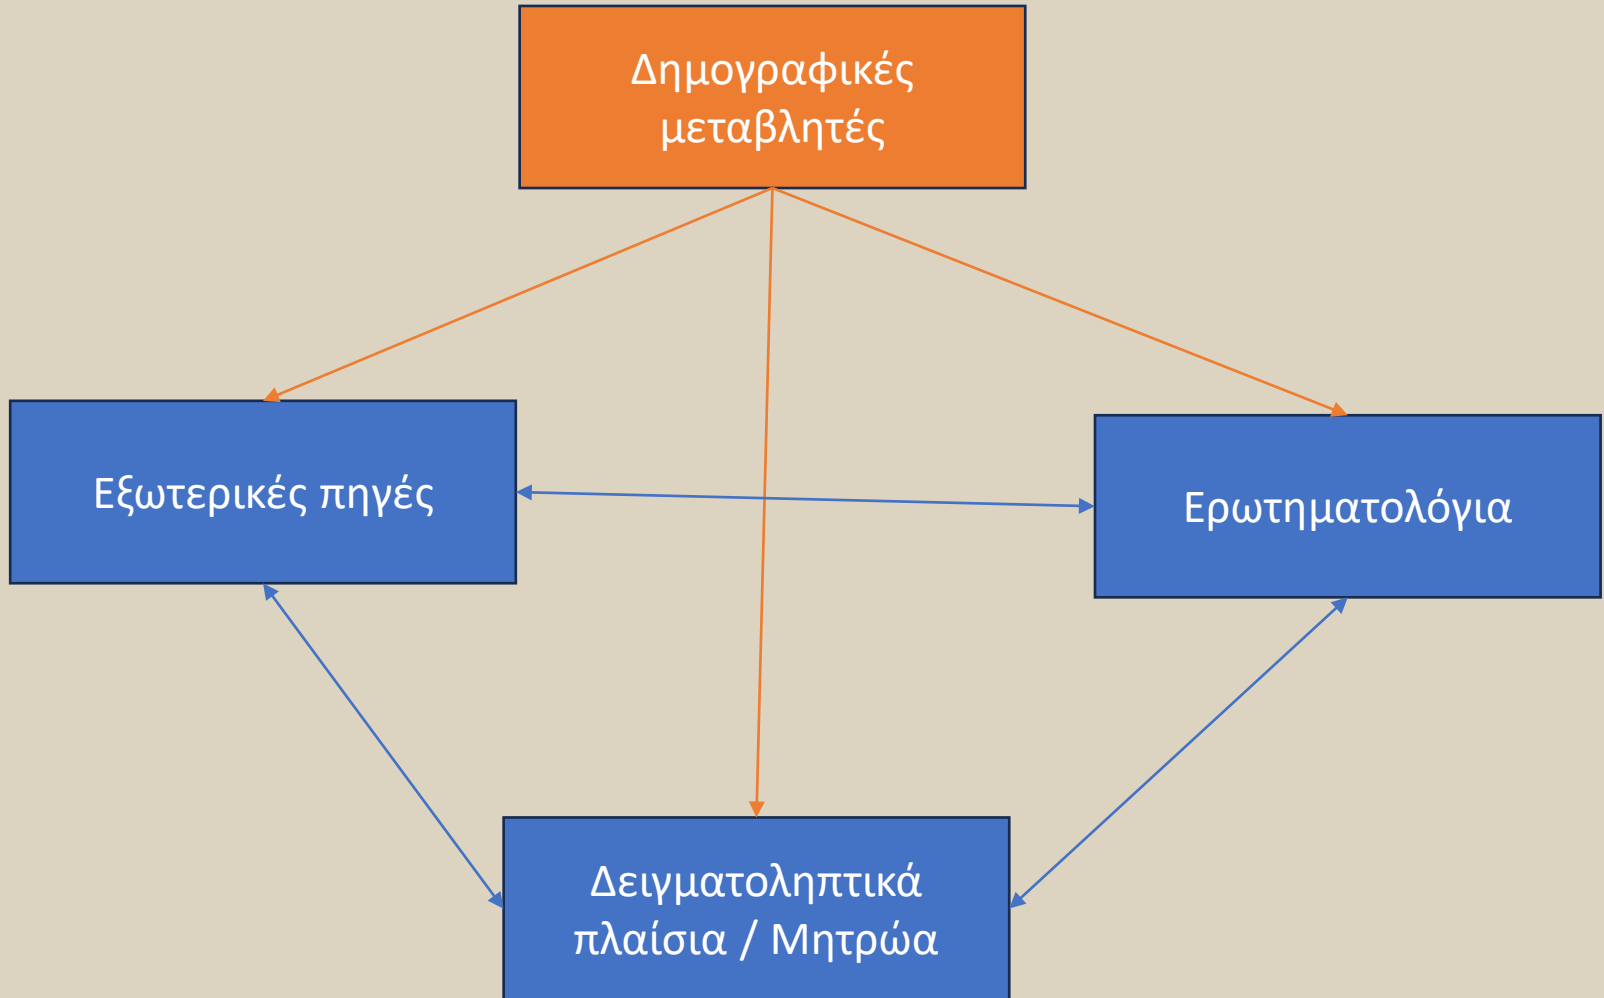 Δημογραφικές
μεταβλητές
Εξωτερικές πηγές
Ερωτηματολόγια
Δειγματοληπτικά
πλαίσια / Μητρώα